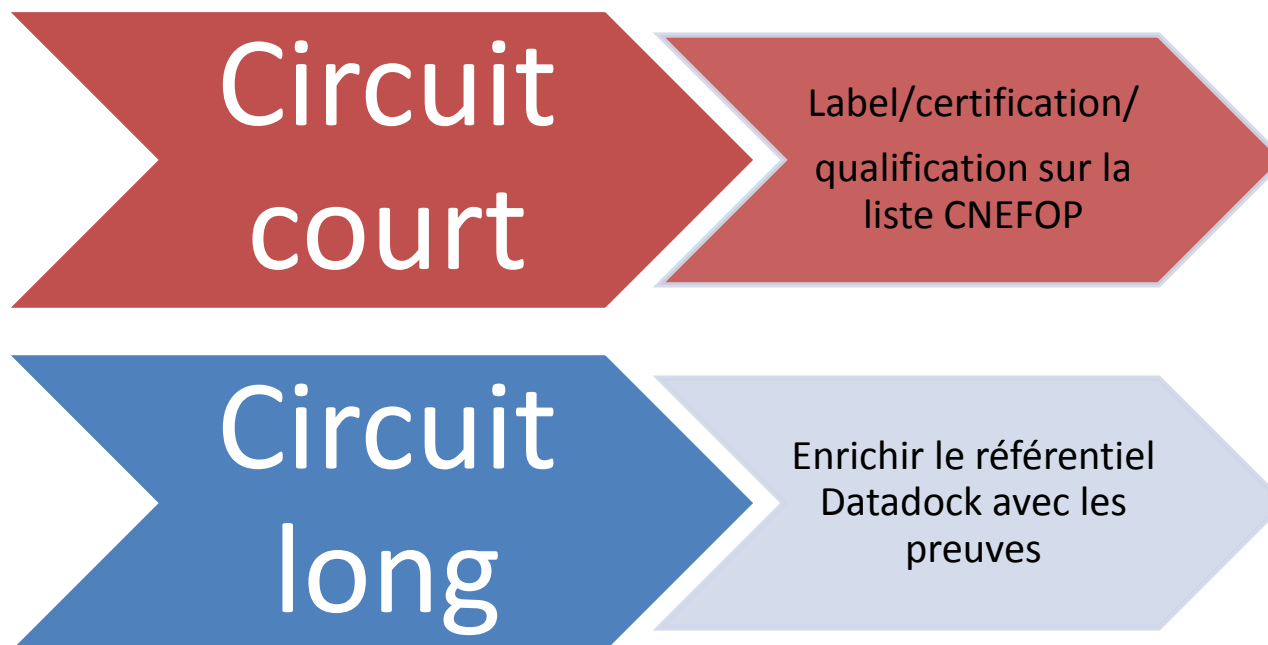 Circuit
court
Label/certification/
qualification sur la
liste CNEFOP
Circuit
long
Enrichir le référentiel
Datadock avec les
preuves